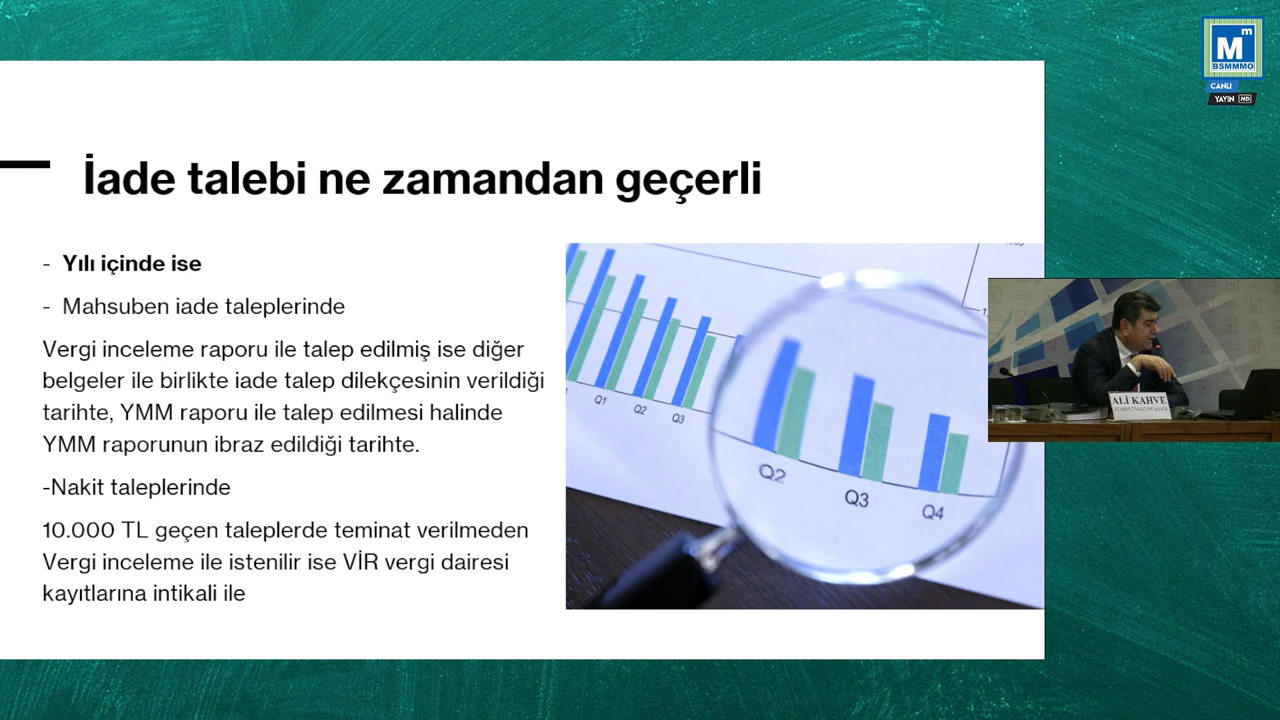 M m
BSMMMO
CANLI
YAYIN HD
İade talebi ne zamandan geçerli
- Yılı içinde ise
- Mahsuben iade taleplerinde
Vergi inceleme raporu ile talep edilmiş ise diğer
belgeler ile birlikte iade talep dilekçesinin verildiği
tarihte, YMM raporu ile talep edilmesi halinde
YMM raporunun ibraz edildiği tarihte.
-Nakit taleplerinde
10.000 TL geçen taleplerde teminat verilmeden
Vergi inceleme ile istenilir ise VİR vergi dairesi
kayıtlarına intikali ile
Q1
Q2
Q3
Q2
Q3
Q4
ALİ KAHVE